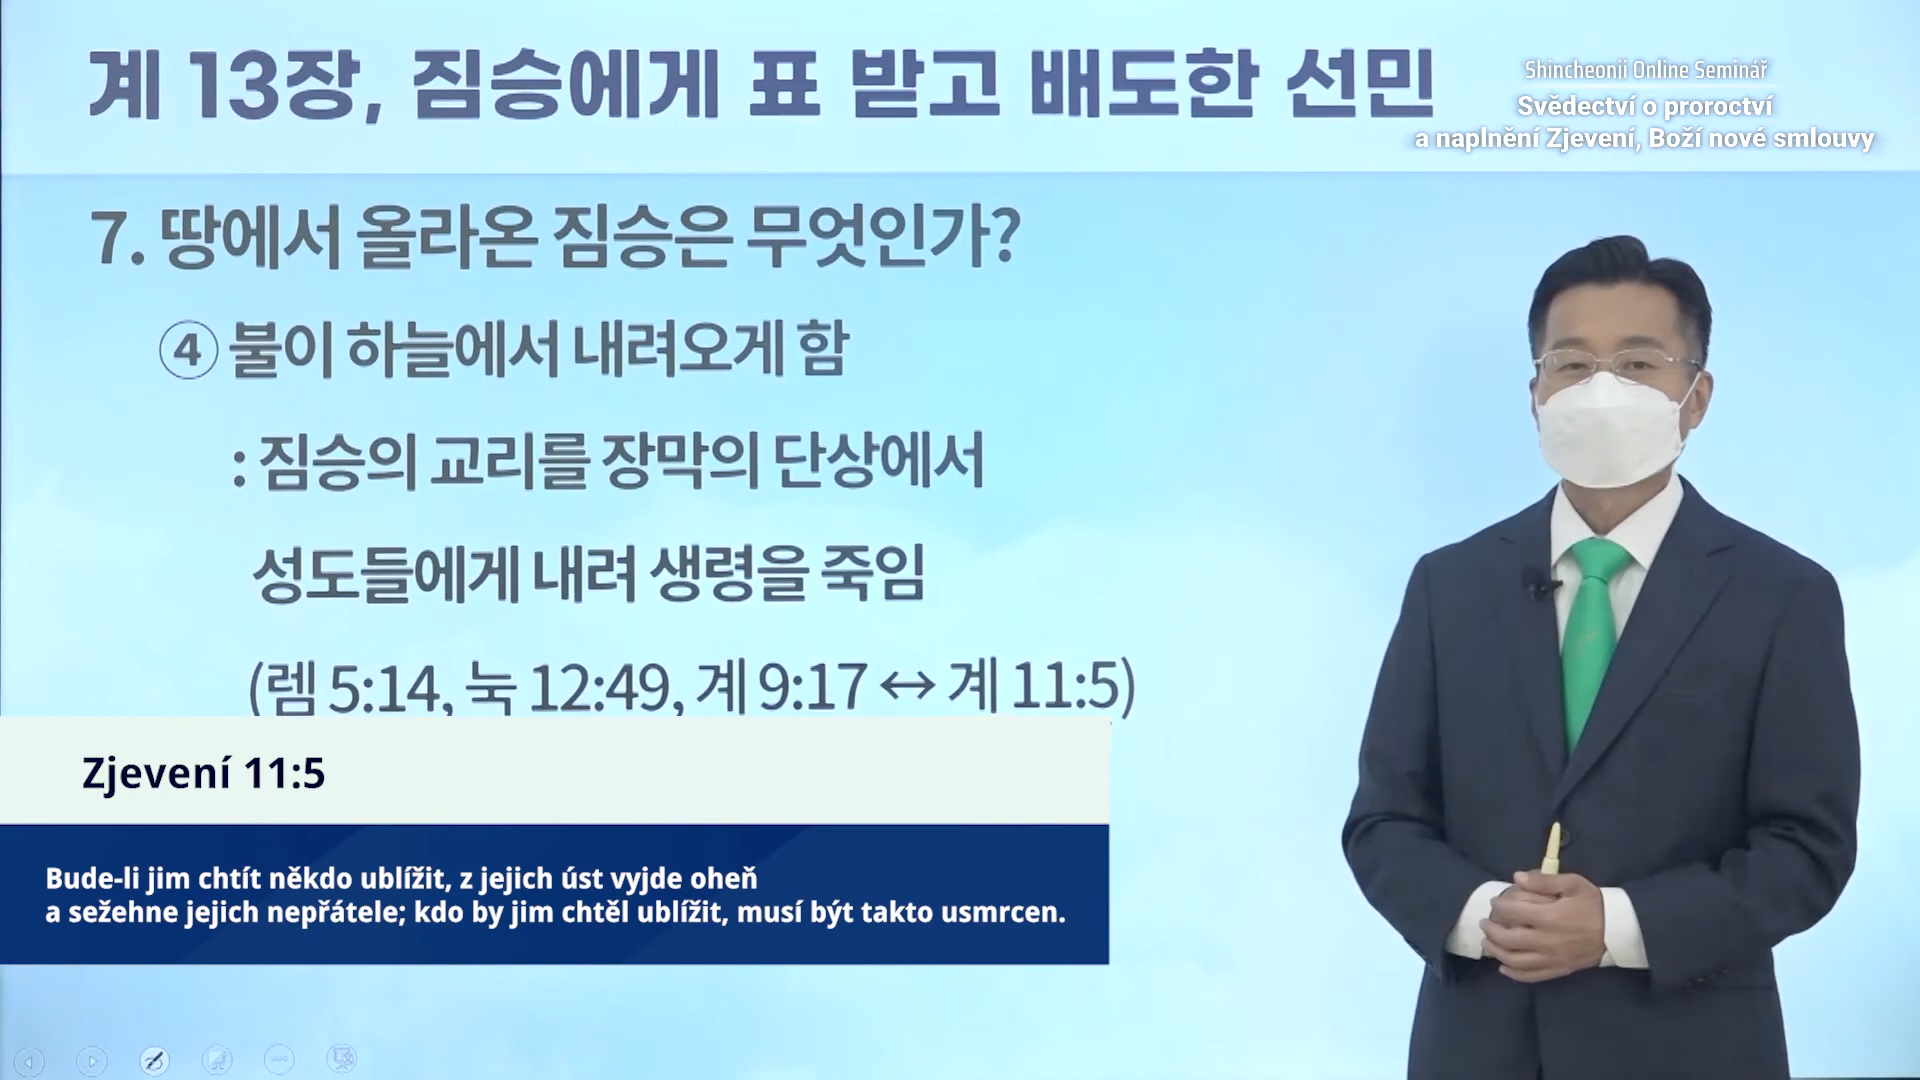 계 13장, 짐승에게 표 받고 배도한 선민
Shincheonji Online Seminář
Svědectví o proroctví
a naplnění Zjevení, Boží nové smlouvy
7. 땅에서 올라온 짐승은 무엇인가?
④ 불이 하늘에서 내려오게 함
: 짐승의 교리를 장막의 단상에서
성도들에게 내려 생령을 죽임
(렘 5:14, 눅 12:49, 계 9:17 ↔ 계 11:5)
Zjevení 11:5
Bude-li jim chtít někdo ublížit, z jejich úst vyjde oheň
a sežehne jejich nepřátele; kdo by jim chtěl ublížit, musí být takto usmrcen.